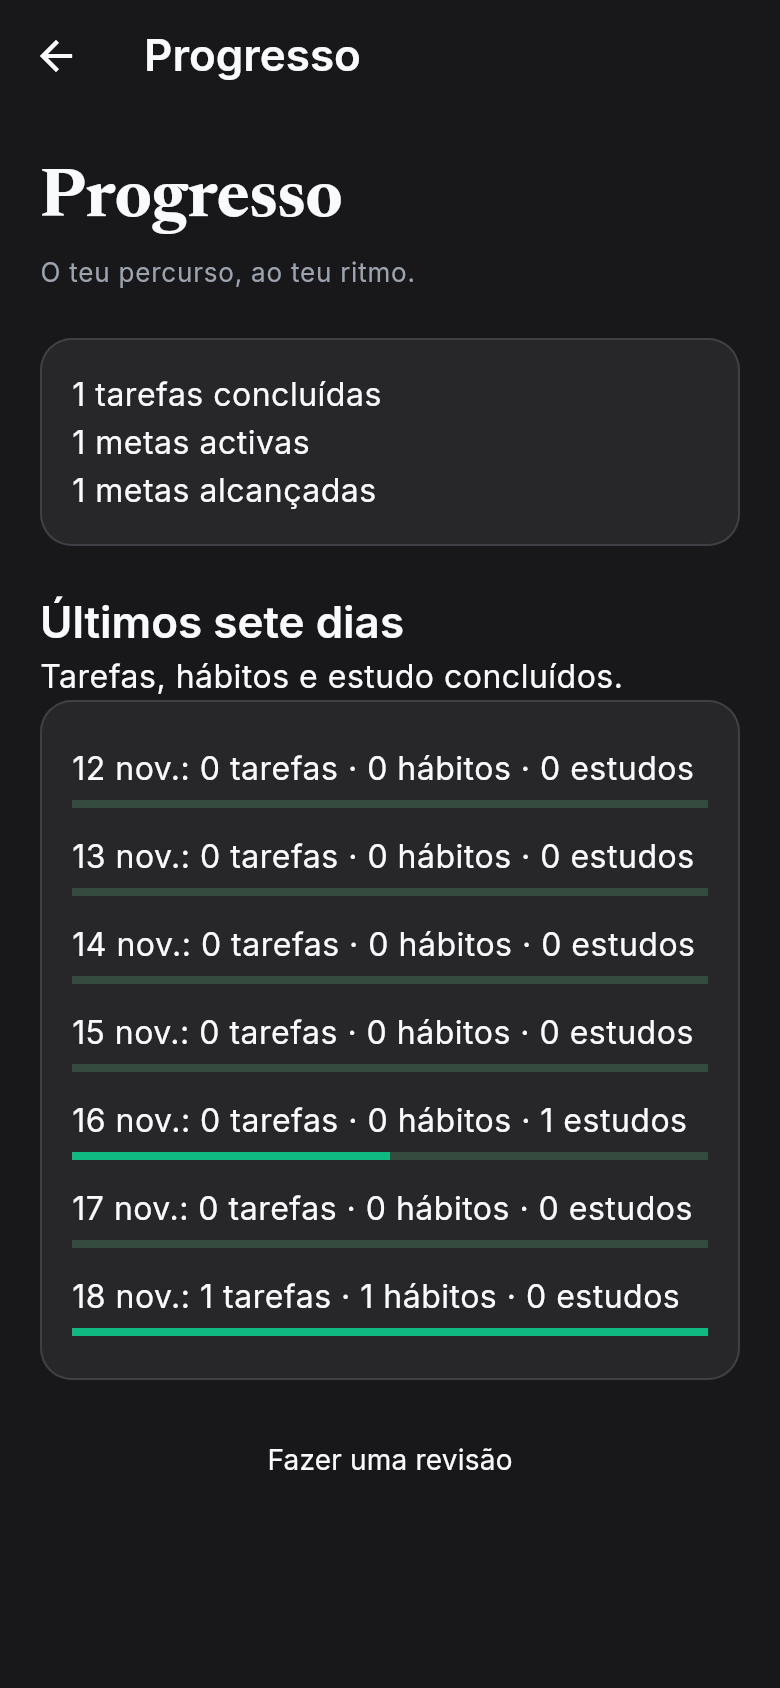 Progresso
Progresso
O teu percurso, ao teu ritmo.
1 tarefas concluídas
1 metas activas
1 metas alcançadas
Últimos sete dias
Tarefas, hábitos e estudo concluídos.
12 nov.: 0 tarefas · 0 hábitos · 0 estudos
13 nov.: 0 tarefas · 0 hábitos · 0 estudos
14 nov.: 0 tarefas · 0 hábitos · 0 estudos
15 nov.: 0 tarefas · 0 hábitos · 0 estudos
16 nov.: 0 tarefas · 0 hábitos · 1 estudos
17 nov.: 0 tarefas · 0 hábitos · 0 estudos
18 nov.: 1 tarefas · 1 hábitos · 0 estudos
Fazer uma revisão